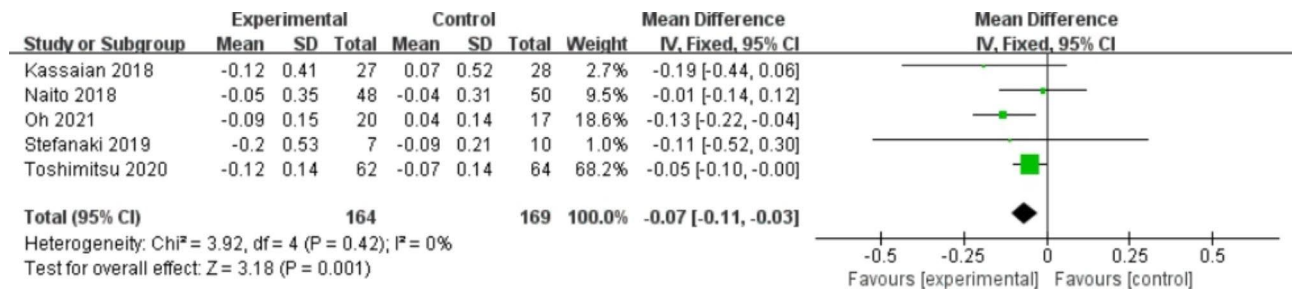 Experimental Control Mean Difference Mean Difference
Study or Subgroup Mean SD Total Mean SD Total Weight IV, Fixed, 95% CI IV, Fixed, 95% CI
Kassaian 2018 -0.12 0.41 27 0.07 0.52 28 2.7% -0.19 [-0.44, 0.06]
Naito 2018 -0.05 0.35 48 -0.04 0.31 50 9.5% -0.01 [-0.14, 0.12]
Oh 2021 -0.09 0.15 20 0.04 0.14 17 18.6% -0.13 [-0.22, -0.04]
Stefanaki 2019 -0.2 0.53 7 -0.09 0.21 10 1.0% -0.11 [-0.52, 0.30]
Toshimitsu 2020 -0.12 0.14 62 -0.07 0.14 64 68.2% -0.05 [-0.10, -0.00]
Total (95% CI) 164 169 100.0% -0.07 [-0.11, -0.03]
Heterogeneity: Chi² = 3.92, df = 4 (P = 0.42); I² = 0%
Test for overall effect: Z = 3.18 (P = 0.001)
-0.5 -0.25 0 0.25 0.5
Favours [experimental] Favours [control]